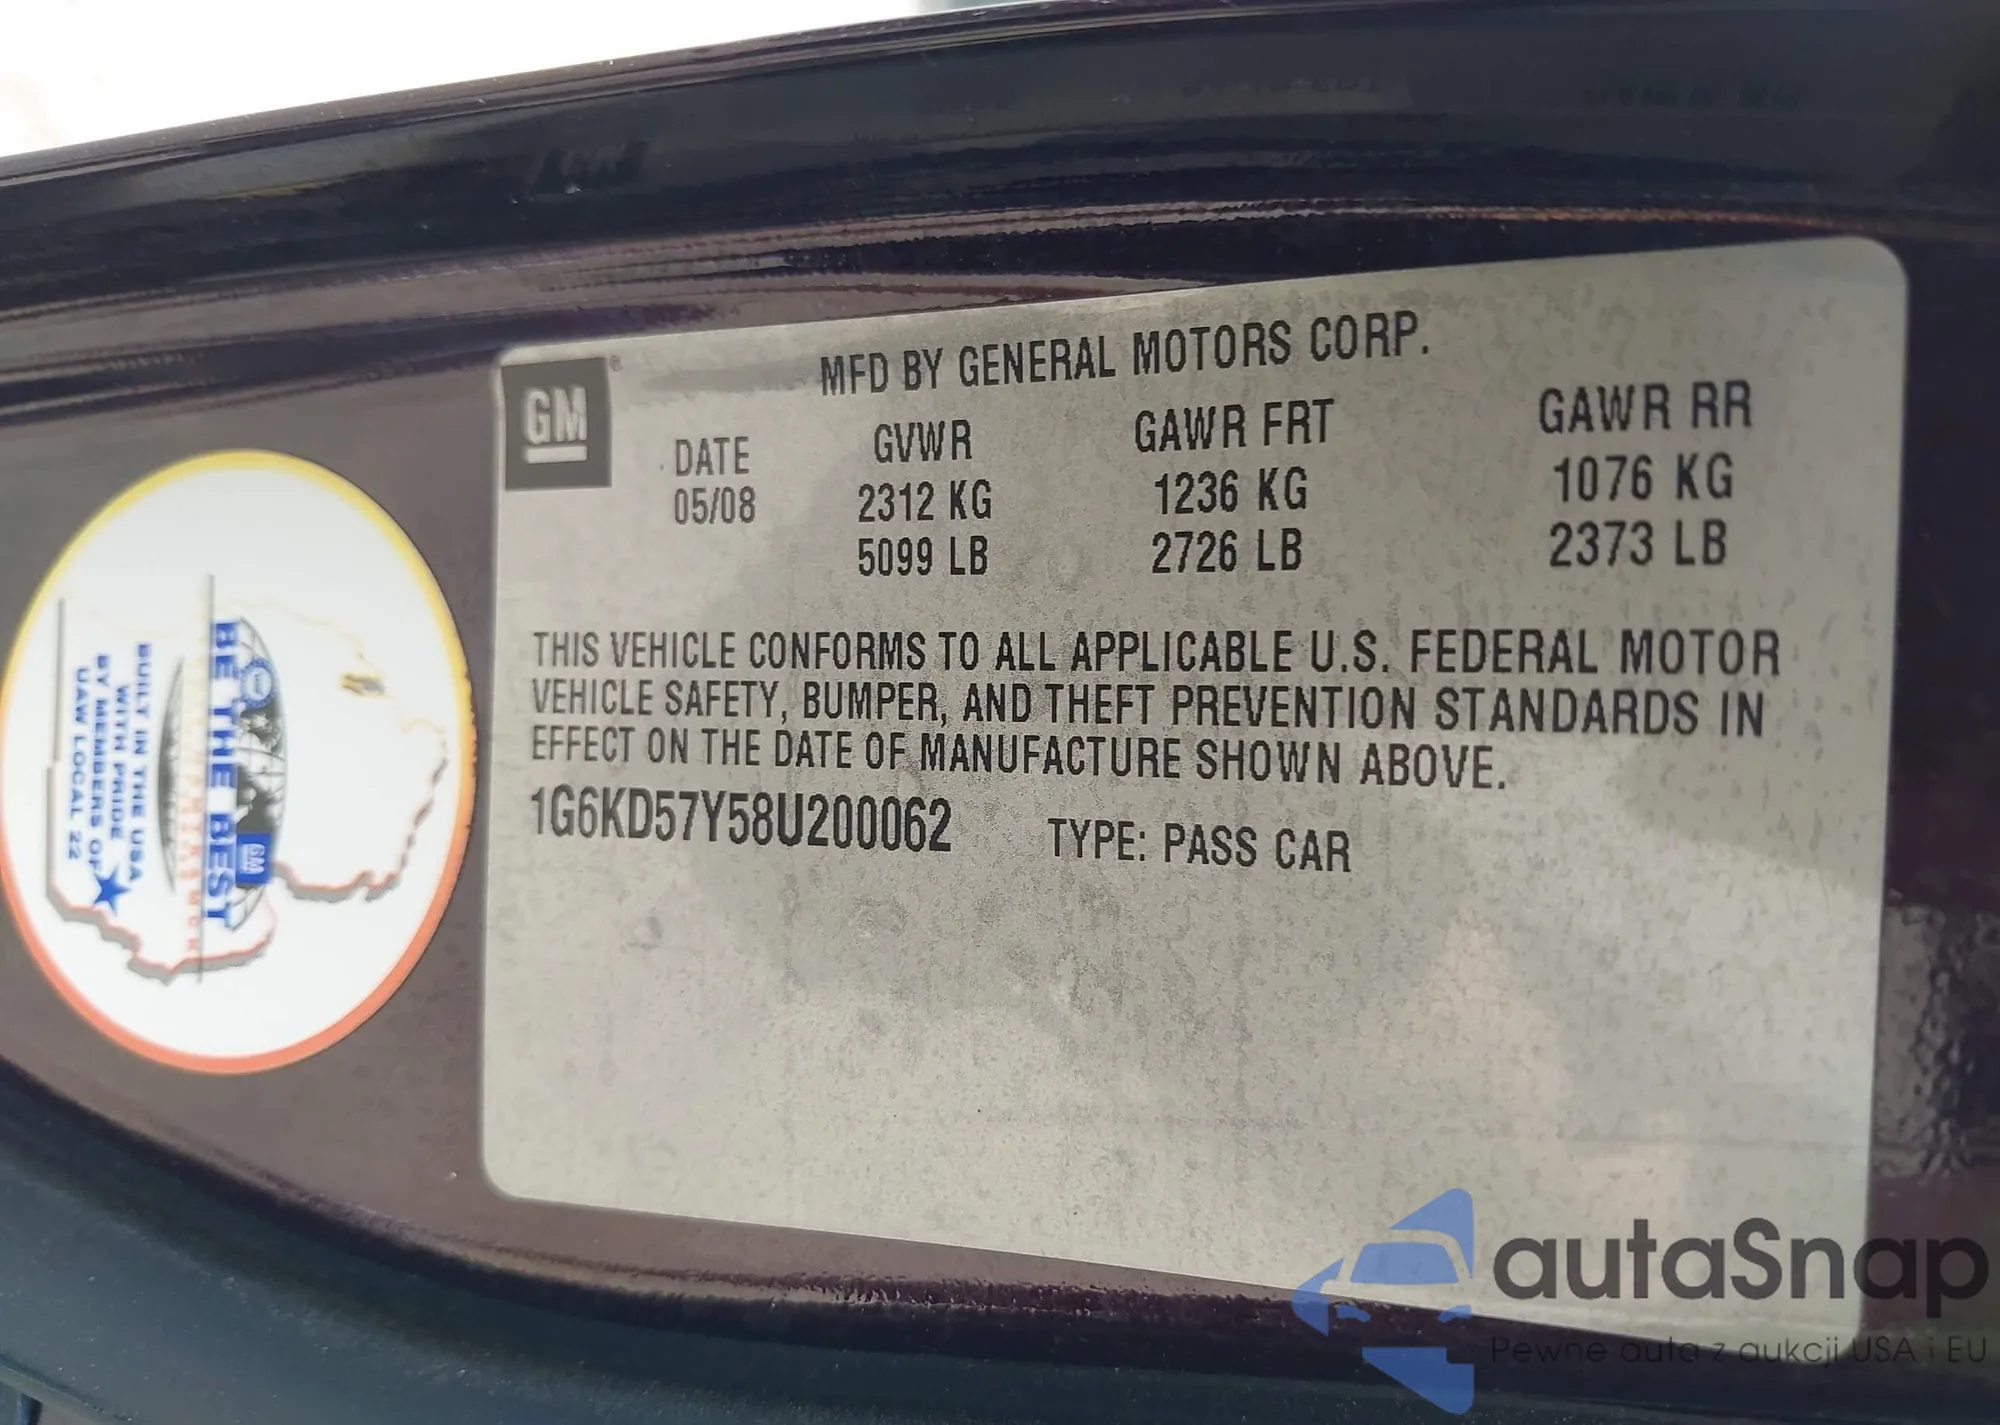 GM
®
MFD BY GENERAL MOTORS CORP.
DATE GVWR GAWR FRT GAWR RR
05/08 2312 KG 1236 KG 1076 KG
5099 LB 2726 LB 2373 LB
THIS VEHICLE CONFORMS TO ALL APPLICABLE U.S. FEDERAL MOTOR
VEHICLE SAFETY, BUMPER, AND THEFT PREVENTION STANDARDS IN
EFFECT ON THE DATE OF MANUFACTURE SHOWN ABOVE.
1G6KD57Y58U200062 TYPE: PASS CAR
BE THE BEST
GM
BUILT IN THE USA
WITH PRIDE
BY MEMBERS OF
UAW LOCAL 22
autaSnap
Pewne auta z aukcji USA i EU